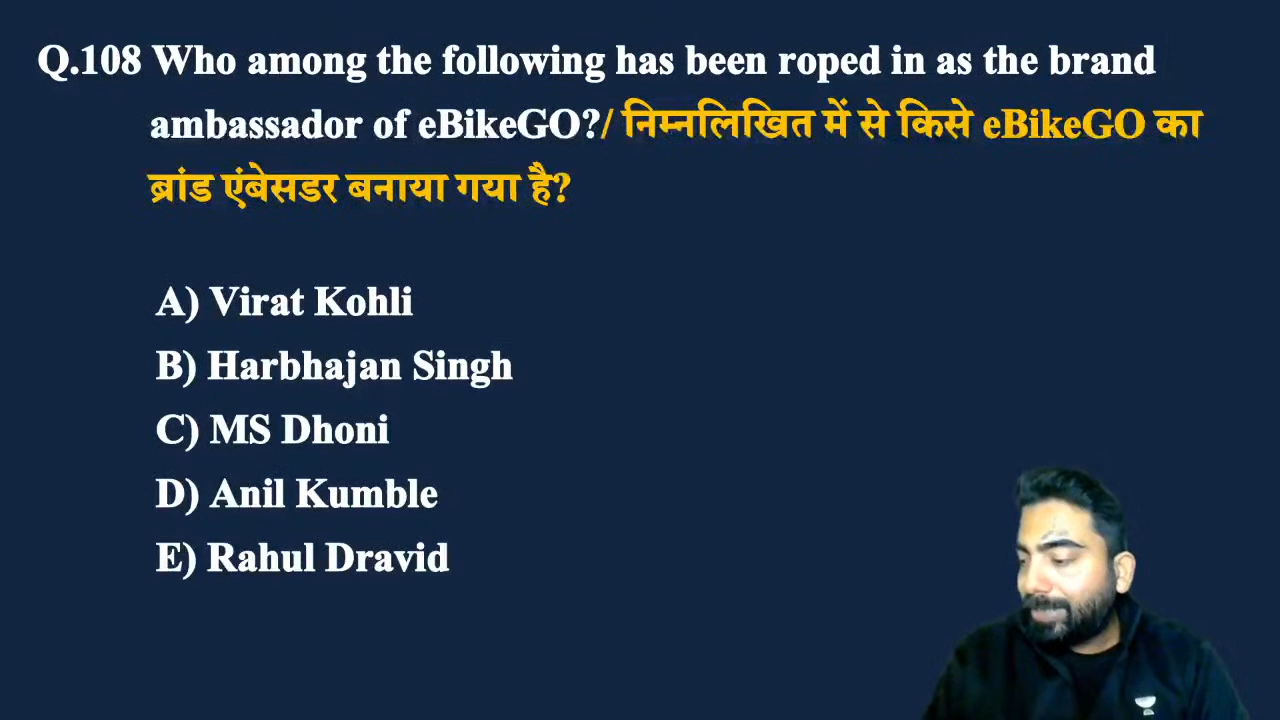 Q.108 Who among the following has been roped in as the brand
ambassador of eBikeGO?/ निम्नलिखित में से किसे eBikeGO का
ब्रांड एंबेसडर बनाया गया है?
A) Virat Kohli
B) Harbhajan Singh
C) MS Dhoni
D) Anil Kumble
E) Rahul Dravid